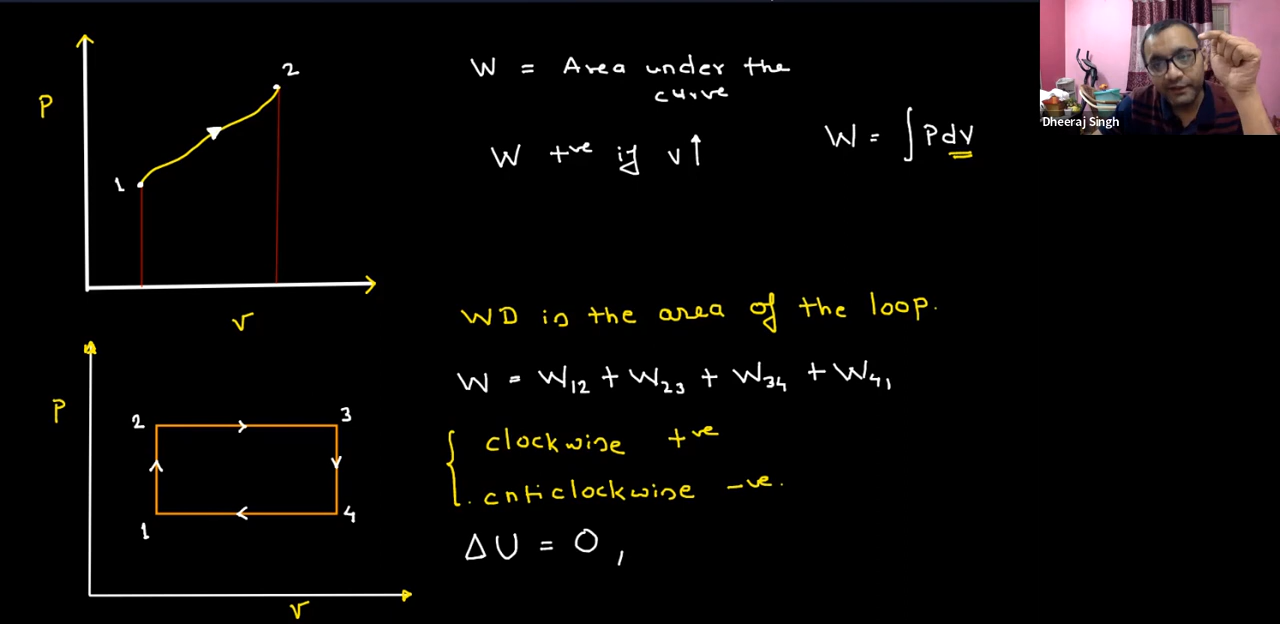 P
1
2
V
W = Area under the
curve
W +ve if V↑
W = ∫PdV
Dheeraj Singh
P
2
3
1
4
V
WD is the area of the loop.
W = W12 + W23 + W34 + W41
clockwise +ve
anticlockwise -ve.
ΔU = 0,